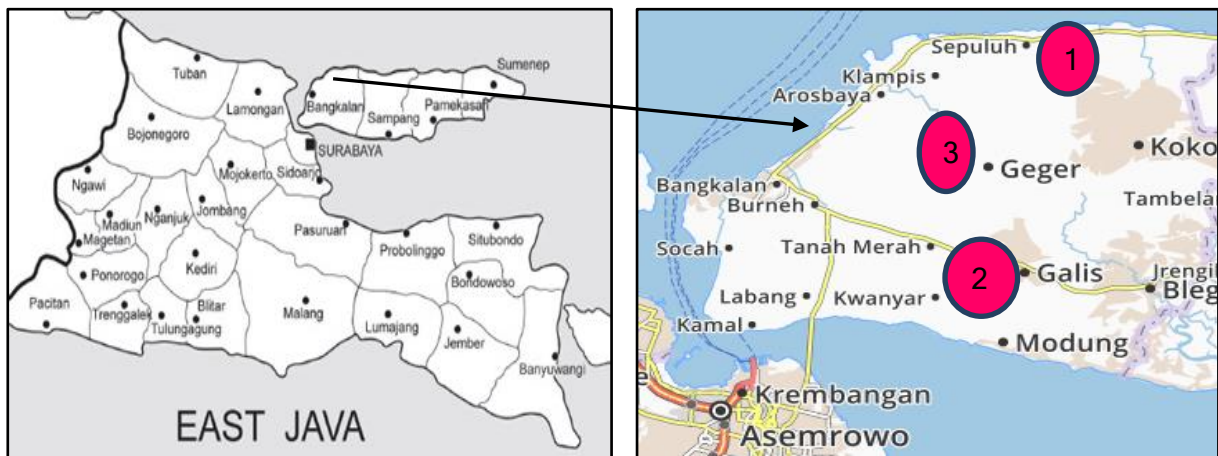 Tuban
Sumenep
Lamongan
Bangkalan
Pamekasan
Sampang
Bojonegoro
SURABAYA
Ngawi
Mojokerto
Sidoarjo
Madiun
Nganjuk
Jombang
Magetan
Pasuruan
Probolinggo
Situbondo
Ponorogo
Kediri
Bondowoso
Pacitan
Trenggalek
Blitar
Tulungagung
Malang
Lumajang
Jember
Banyuwangi
EAST JAVA
Sepuluh
1
Klampis
Arosbaya
3
Geger
Koko
Bangkalan
Burneh
Tambela
Socah
Tanah Merah
2
Galis
Jrengi
Bleg
Labang
Kwanyar
Kamal
Modung
e
Krembangan
Asemrowo